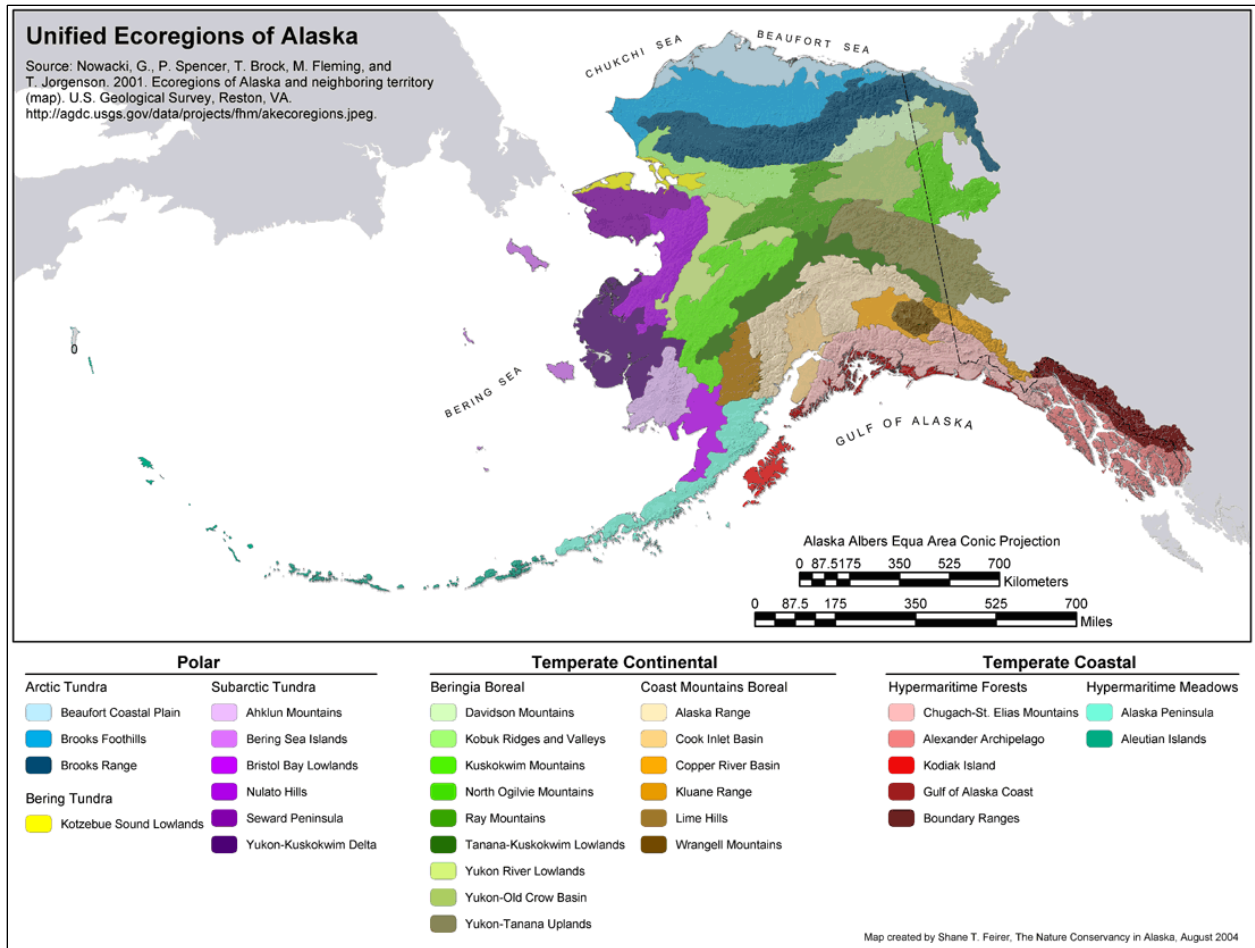 Unified Ecoregions of Alaska
Source: Nowacki, G., P. Spencer, T. Brock, M. Fleming, and
T. Jorgenson. 2001. Ecoregions of Alaska and neighboring territory
(map). U.S. Geological Survey, Reston, VA.
http://agdc.usgs.gov/data/projects/fhm/akecoregions.jpeg.
CHUKCHI SEA
BEAUFORT SEA
BERING SEA
GULF OF ALASKA
0
Alaska Albers Equa Area Conic Projection
0 87.5175 350 525 700
Kilometers
0 87.5 175 350 525 700
Miles
Polar
Arctic Tundra
Beaufort Coastal Plain
Brooks Foothills
Brooks Range
Bering Tundra
Kotzebue Sound Lowlands
Subarctic Tundra
Ahklun Mountains
Bering Sea Islands
Bristol Bay Lowlands
Nulato Hills
Seward Peninsula
Yukon-Kuskokwim Delta
Temperate Continental
Beringia Boreal
Davidson Mountains
Kobuk Ridges and Valleys
Kuskokwim Mountains
North Ogilvie Mountains
Ray Mountains
Tanana-Kuskokwim Lowlands
Yukon River Lowlands
Yukon-Old Crow Basin
Yukon-Tanana Uplands
Coast Mountains Boreal
Alaska Range
Cook Inlet Basin
Copper River Basin
Kluane Range
Lime Hills
Wrangell Mountains
Temperate Coastal
Hypermaritime Forests
Chugach-St. Elias Mountains
Alexander Archipelago
Kodiak Island
Gulf of Alaska Coast
Boundary Ranges
Hypermaritime Meadows
Alaska Peninsula
Aleutian Islands
Map created by Shane T. Feirer, The Nature Conservancy in Alaska, August 2004